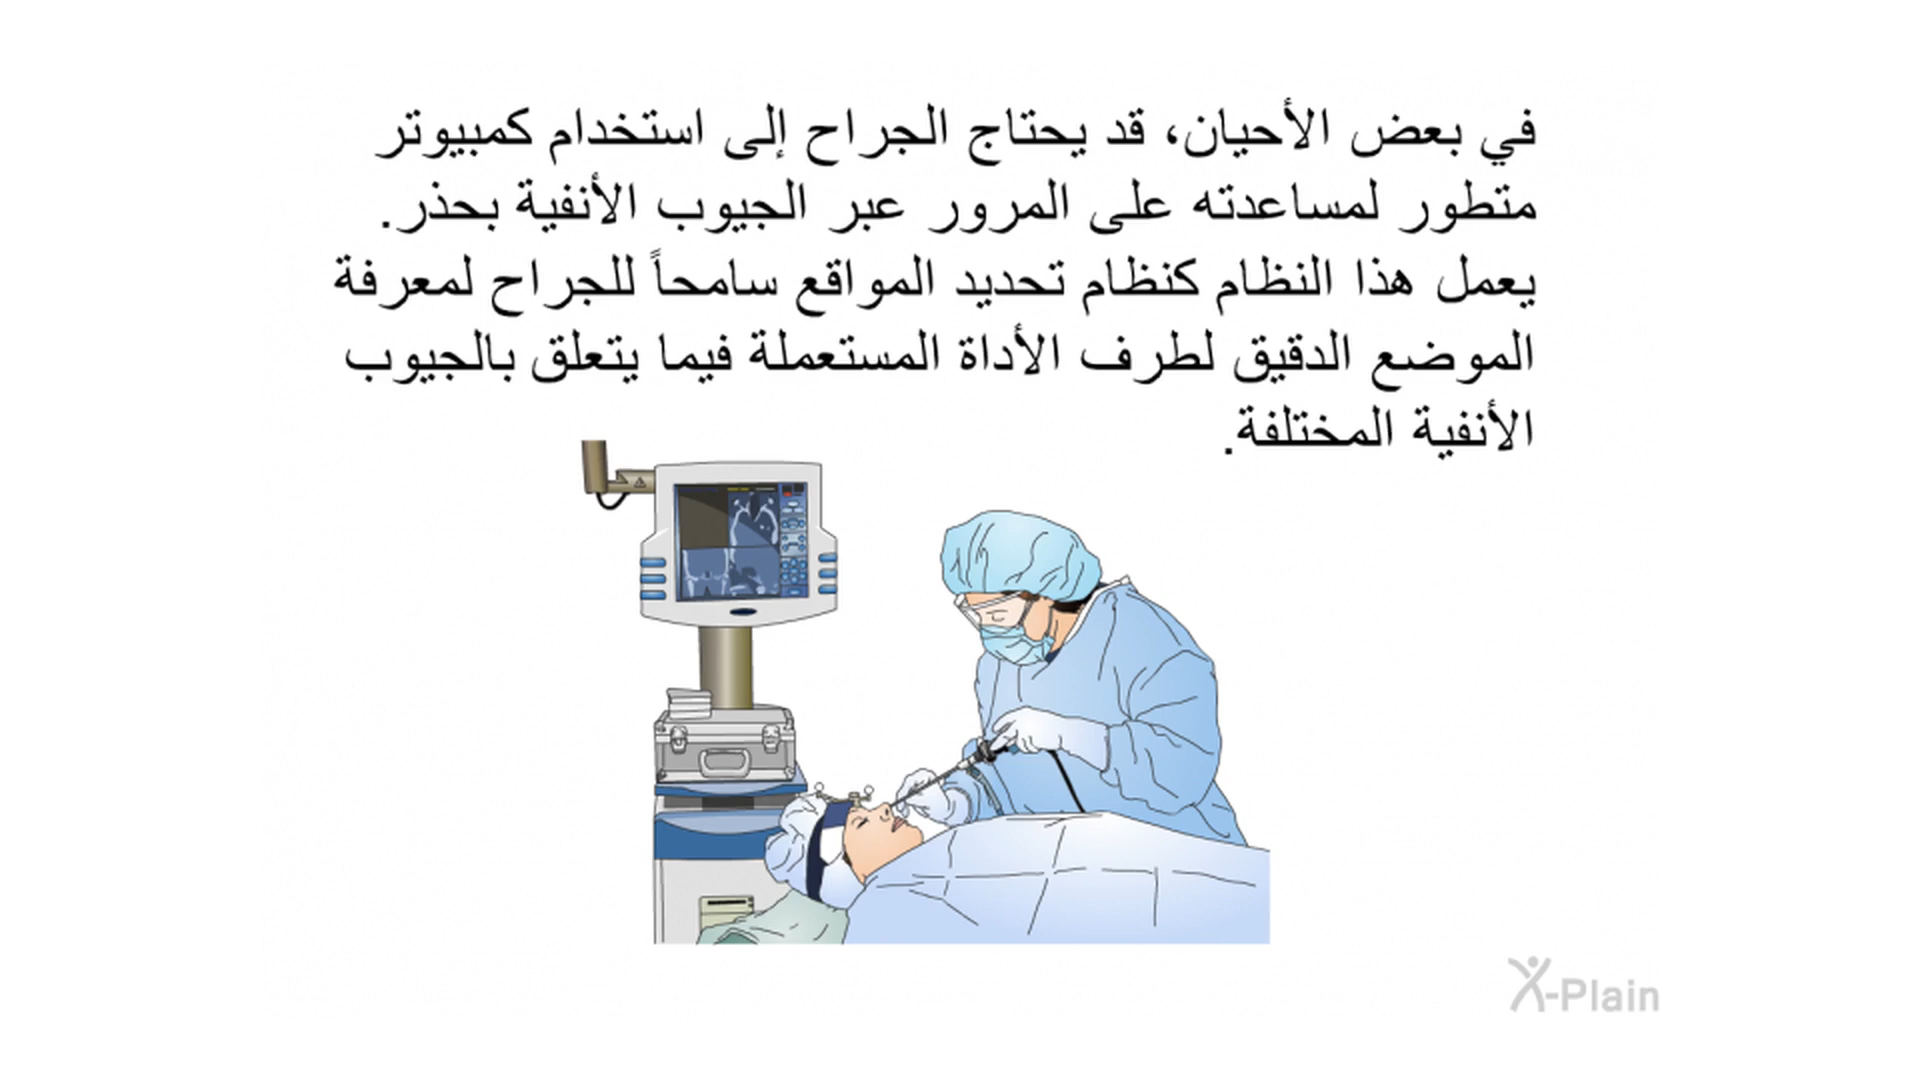 في بعض الأحيان، قد يحتاج الجراح إلى استخدام كمبيوتر
متطور لمساعدته على المرور عبر الجيوب الأنفية بحذر.
يعمل هذا النظام كنظام تحديد المواقع سامحاً للجراح لمعرفة
الموضع الدقيق لطرف الأداة المستعملة فيما يتعلق بالجيوب
الأنفية المختلفة.
X-Plain